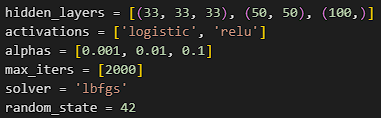 hidden_layers = [(33, 33, 33), (50, 50), (100,)]
activations = ['logistic', 'relu']
alphas = [0.001, 0.01, 0.1]
max_iters = [2000]
solver = 'lbfgs'
random_state = 42